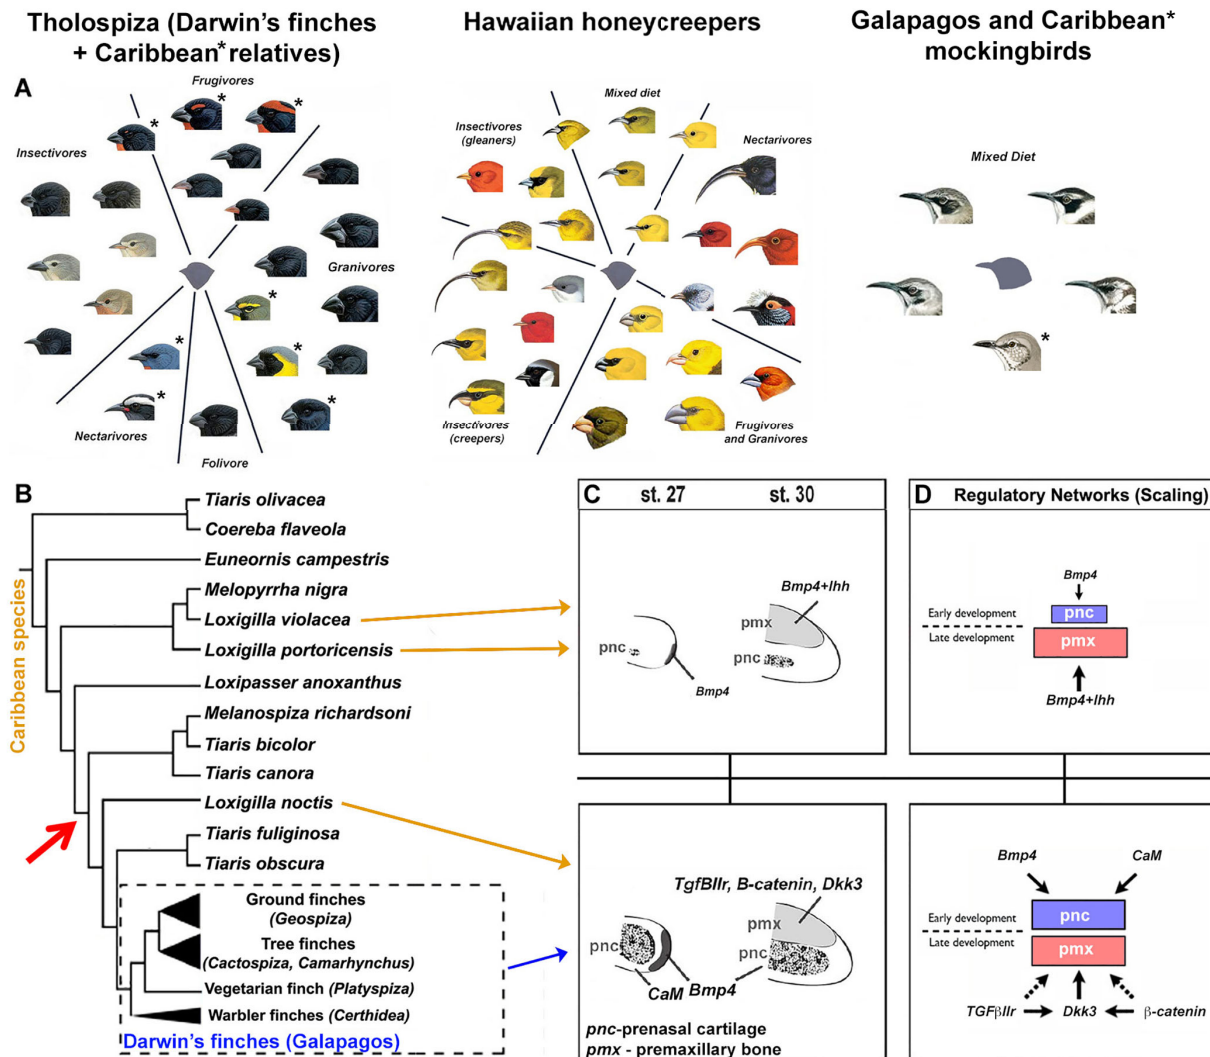 Tholospiza (Darwin's finches
+ Caribbean* relatives)
Hawaiian honeycreepers
Galapagos and Caribbean*
mockingbirds
A
Frugivores
*
*
*
Insectivores
Granivores
*
*
*
*
*
Nectarivores
Folivore
Mixed diet
Insectivores
(gleaners)
Nectarivores
Insectivores
(creepers)
Frugivores
and Granivores
Mixed Diet
*
B
Caribbean species
Tiaris olivacea
Coereba flaveola
Euneornis campestris
Melopyrrha nigra
Loxigilla violacea
Loxigilla portoricensis
Loxipasser anoxanthus
Melanospiza richardsoni
Tiaris bicolor
Tiaris canora
Loxigilla noctis
Tiaris fuliginosa
Tiaris obscura
Ground finches
(Geospiza)
Tree finches
(Cactospiza, Camarhynchus)
Vegetarian finch (Platyspiza)
Warbler finches (Certhidea)
Darwin's finches (Galapagos)
C
st. 27
st. 30
Bmp4+Ihh
pmx
pnc
pnc
Bmp4
TgfBIIr, B-catenin, Dkk3
pmx
pnc
pnc
CaM
Bmp4
pnc-prenasal cartilage
pmx - premaxillary bone
D
Regulatory Networks (Scaling)
Bmp4
Early development
pnc
Late development
pmx
Bmp4+Ihh
Bmp4
CaM
Early development
pnc
Late development
pmx
TGFβIIr
Dkk3
β-catenin